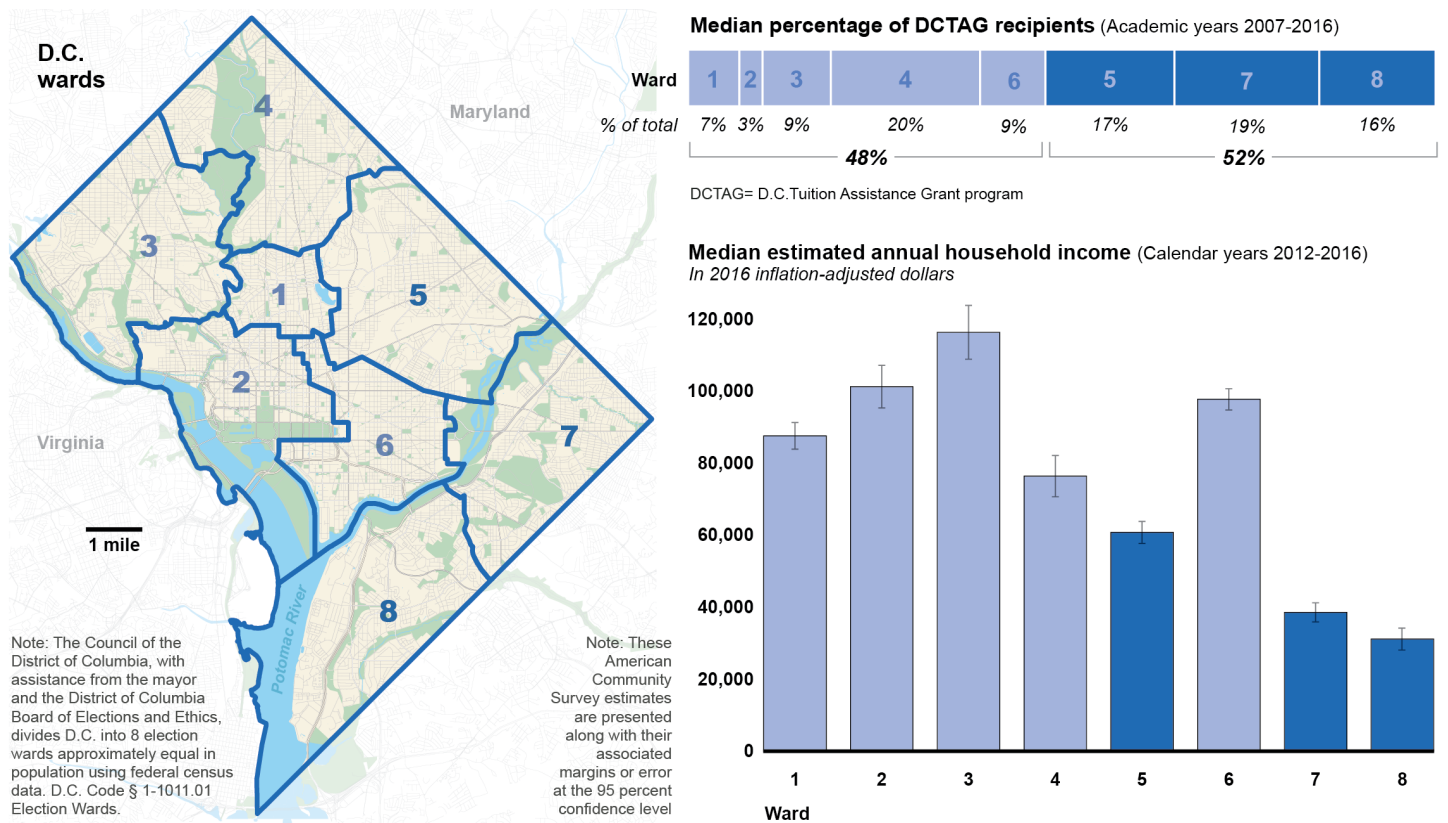 D.C.
wards
4
Maryland
3
1
5
2
Virginia
6
7
1 mile
8
Potomac River
Note: The Council of the
District of Columbia, with
assistance from the mayor
and the District of Columbia
Board of Elections and Ethics,
divides D.C. into 8 election
wards approximately equal in
population using federal census
data. D.C. Code § 1-1011.01
Election Wards.
Note: These
American
Community
Survey estimates
are presented
along with their
associated
margins or error
at the 95 percent
confidence level
Median percentage of DCTAG recipients (Academic years 2007-2016)
Ward 1 2 3 4 6 5 7 8
% of total 7% 3% 9% 20% 9% 17% 19% 16%
48% 52%
DCTAG= D.C.Tuition Assistance Grant program
Median estimated annual household income (Calendar years 2012-2016)
In 2016 inflation-adjusted dollars
120,000
100,000
80,000
60,000
40,000
20,000
0
1 2 3 4 5 6 7 8
Ward